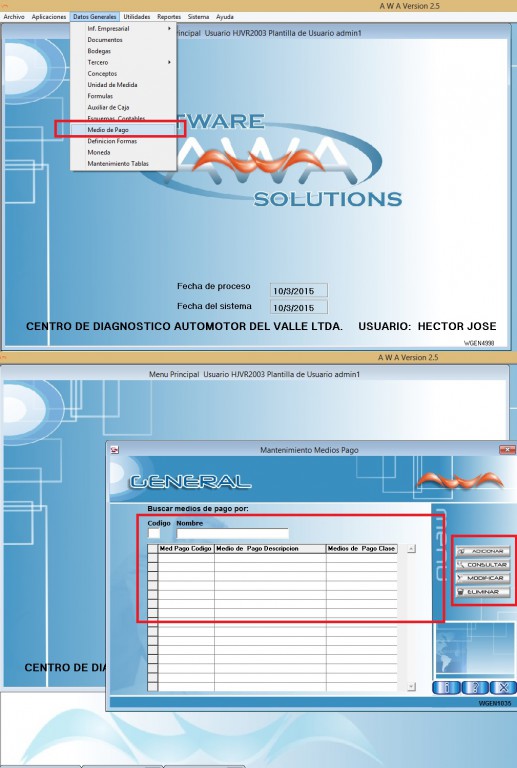 A W A Version 2.5
Archivo Aplicaciones Datos Generales Utilidades Reportes Sistema Ayuda
rincipal Usuario HJVR2003 Plantilla de Usuario admin1
Inf. Empresarial
Documentos
Bodegas
Tercero
Conceptos
Unidad de Medida
Formulas
Auxiliar de Caja
Esquemas Contables
Medio de Pago
Definicion Formas
Moneda
Mantenimiento Tablas
TWARE
AWA
SOLUTIONS
Fecha de proceso 10/3/2015
Fecha del sistema 10/3/2015
CENTRO DE DIAGNOSTICO AUTOMOTOR DEL VALLE LTDA. USUARIO: HECTOR JOSE
WGEN4998
A W A Version 2.5
Menu Principal Usuario HJVR2003 Plantilla de Usuario admin1
Mantenimiento Medios Pago
GENERAL
Buscar medios de pago por:
Codigo Nombre
Med Pago Codigo Medio de Pago Descripcion Medios de Pago Clase
MENU
ADICIONAR
CONSULTAR
MODIFICAR
ELIMINAR
CENTRO DE DIA
WGEN1035